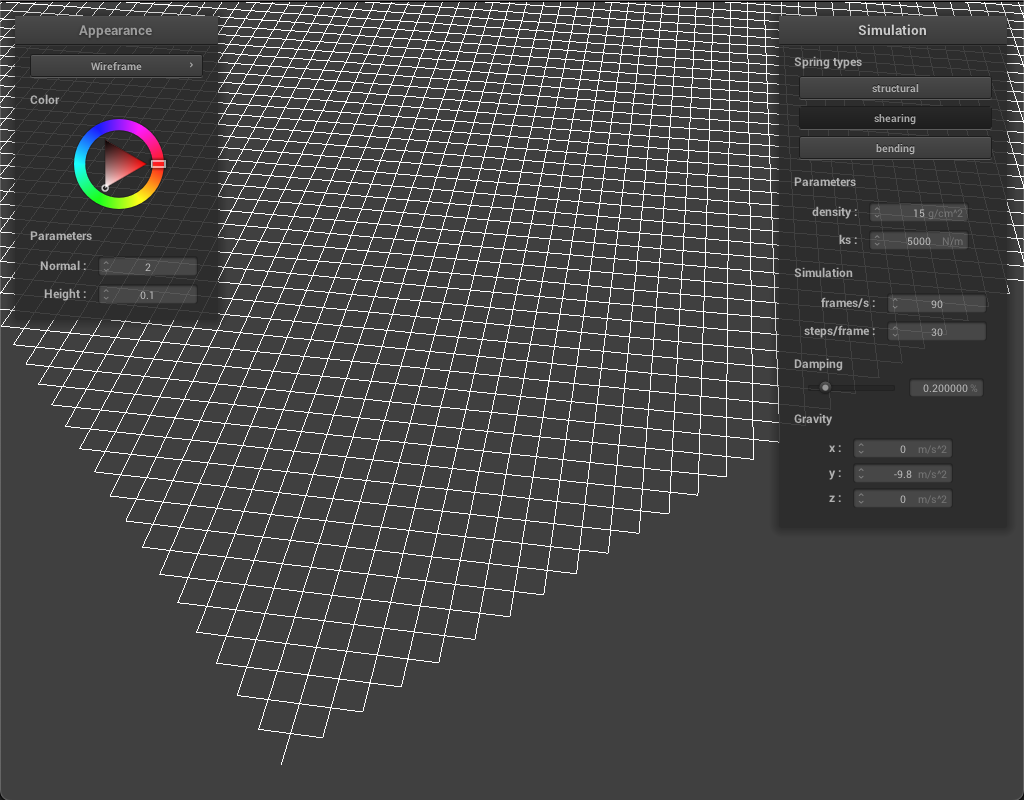 Appearance
Wireframe
Color
Parameters
Normal : 2
Height : 0.1
Simulation
Spring types
structural
shearing
bending
Parameters
density : 15 g/cm^2
ks : 5000 N/m
Simulation
frames/s : 90
steps/frame : 30
Damping
0.200000 %
Gravity
x : 0 m/s^2
y : -9.8 m/s^2
z : 0 m/s^2